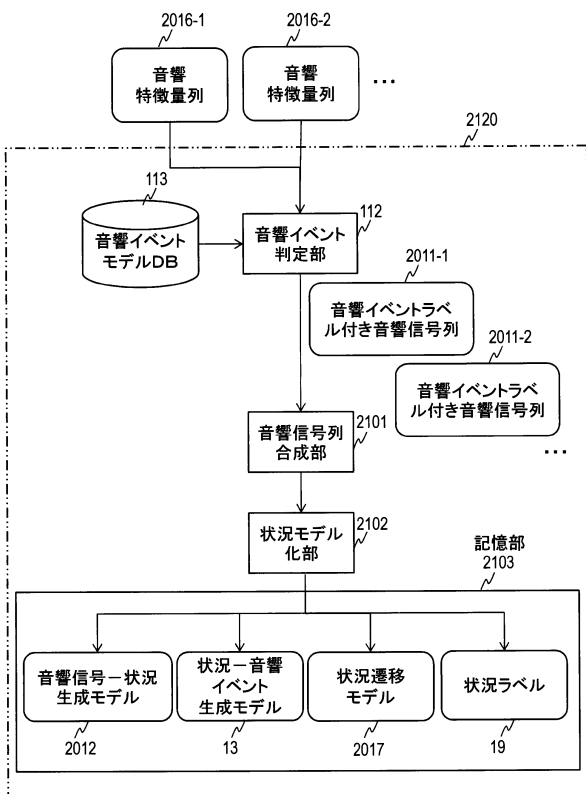 2016-1
2016-2
音響
特徴量列
音響
特徴量列
...
2120
113
音響イベント
モデルDB
112
音響イベント
判定部
2011-1
音響イベントラベ
ル付き音響信号列
2011-2
音響イベントラベ
ル付き音響信号列
...
音響信号列
合成部
2101
状況モデル
化部
2102
記憶部
2103
音響信号－状況
生成モデル
状況－音響
イベント
生成モデル
状況遷移
モデル
状況ラベル
2012
13
2017
19